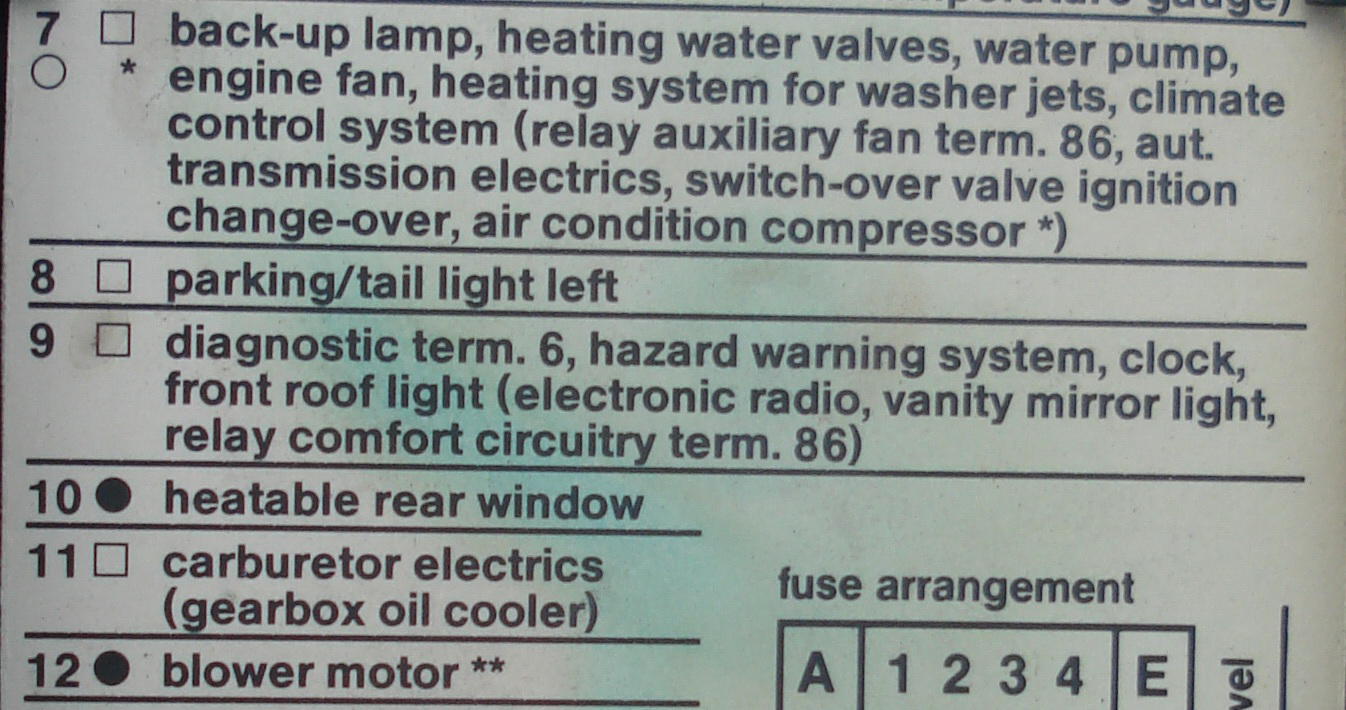 gauge)
7 □ back-up lamp, heating water valves, water pump,
○ * engine fan, heating system for washer jets, climate
control system (relay auxiliary fan term. 86, aut.
transmission electrics, switch-over valve ignition
change-over, air condition compressor *)
8 □ parking/tail light left
9 □ diagnostic term. 6, hazard warning system, clock,
front roof light (electronic radio, vanity mirror light,
relay comfort circuitry term. 86)
10 ● heatable rear window
11 □ carburetor electrics
(gearbox oil cooler)
12 ● blower motor **
fuse arrangement
A 1 2 3 4 E